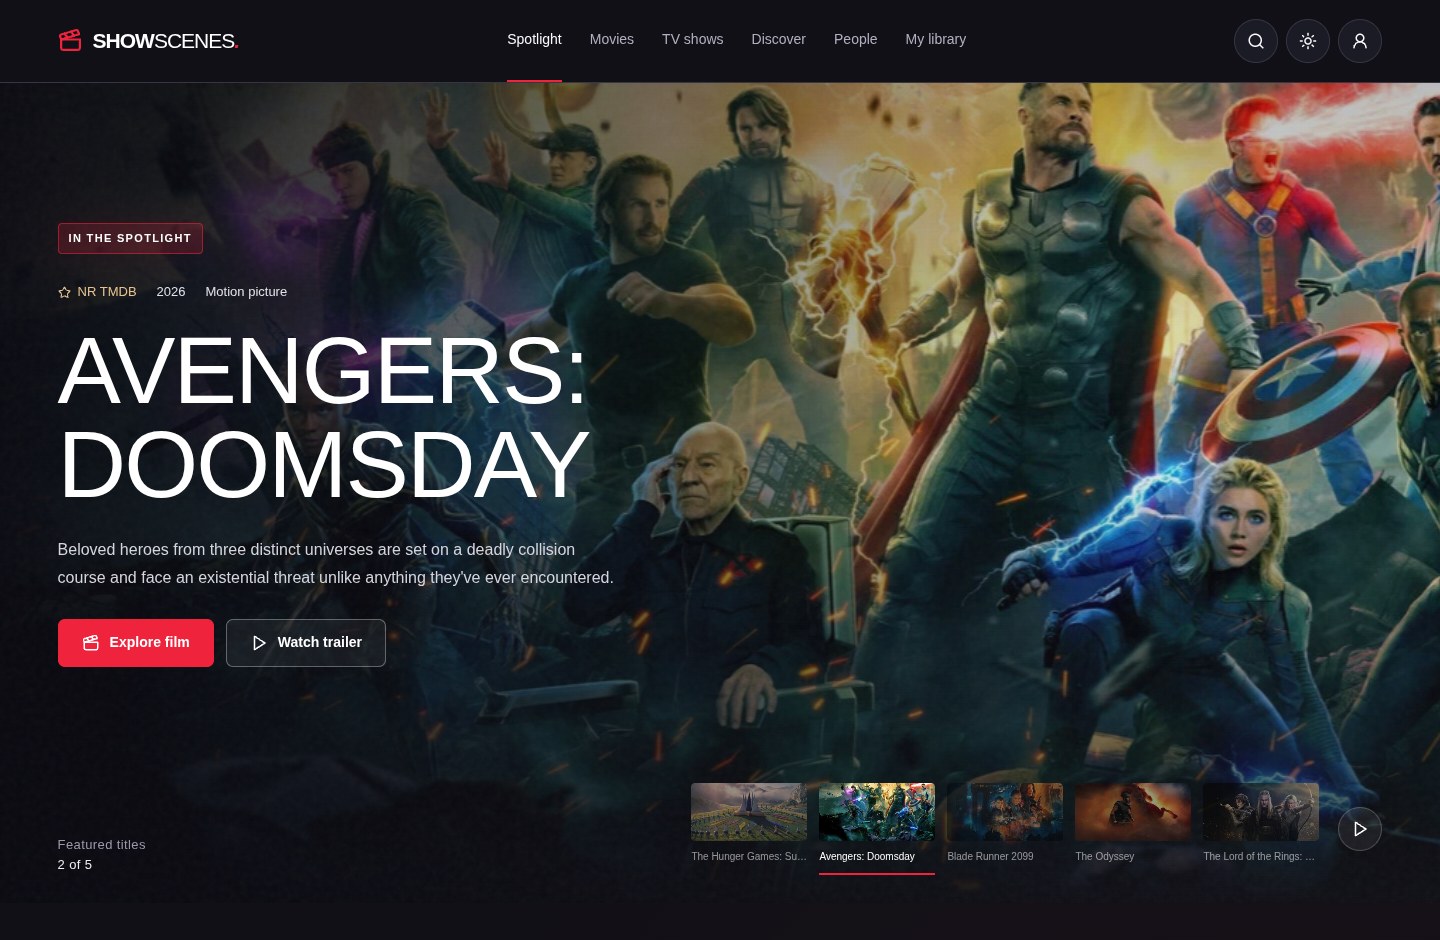 SHOWSCENES.
Spotlight
Movies
TV shows
Discover
People
My library
IN THE SPOTLIGHT
NR TMDB 2026 Motion picture
AVENGERS:
DOOMSDAY
Beloved heroes from three distinct universes are set on a deadly collision
course and face an existential threat unlike anything they've ever encountered.
Explore film
Watch trailer
Featured titles
2 of 5
The Hunger Games: Su...
Avengers: Doomsday
Blade Runner 2099
The Odyssey
The Lord of the Rings: ...